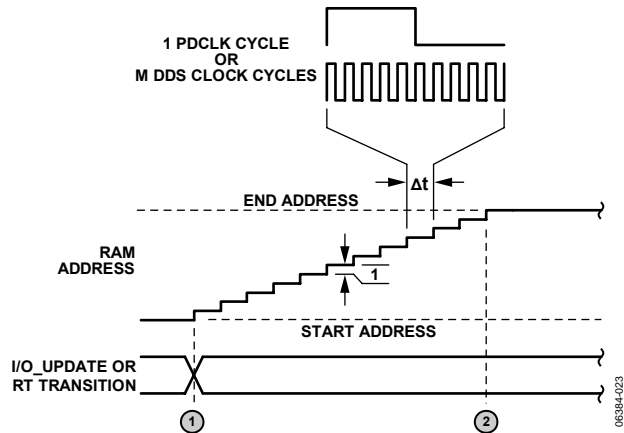 1 PDCLK CYCLE
OR
M DDS CLOCK CYCLES
Δt
END ADDRESS
RAM
ADDRESS
1
START ADDRESS
I/O_UPDATE OR
RT TRANSITION
1
2
06384-023